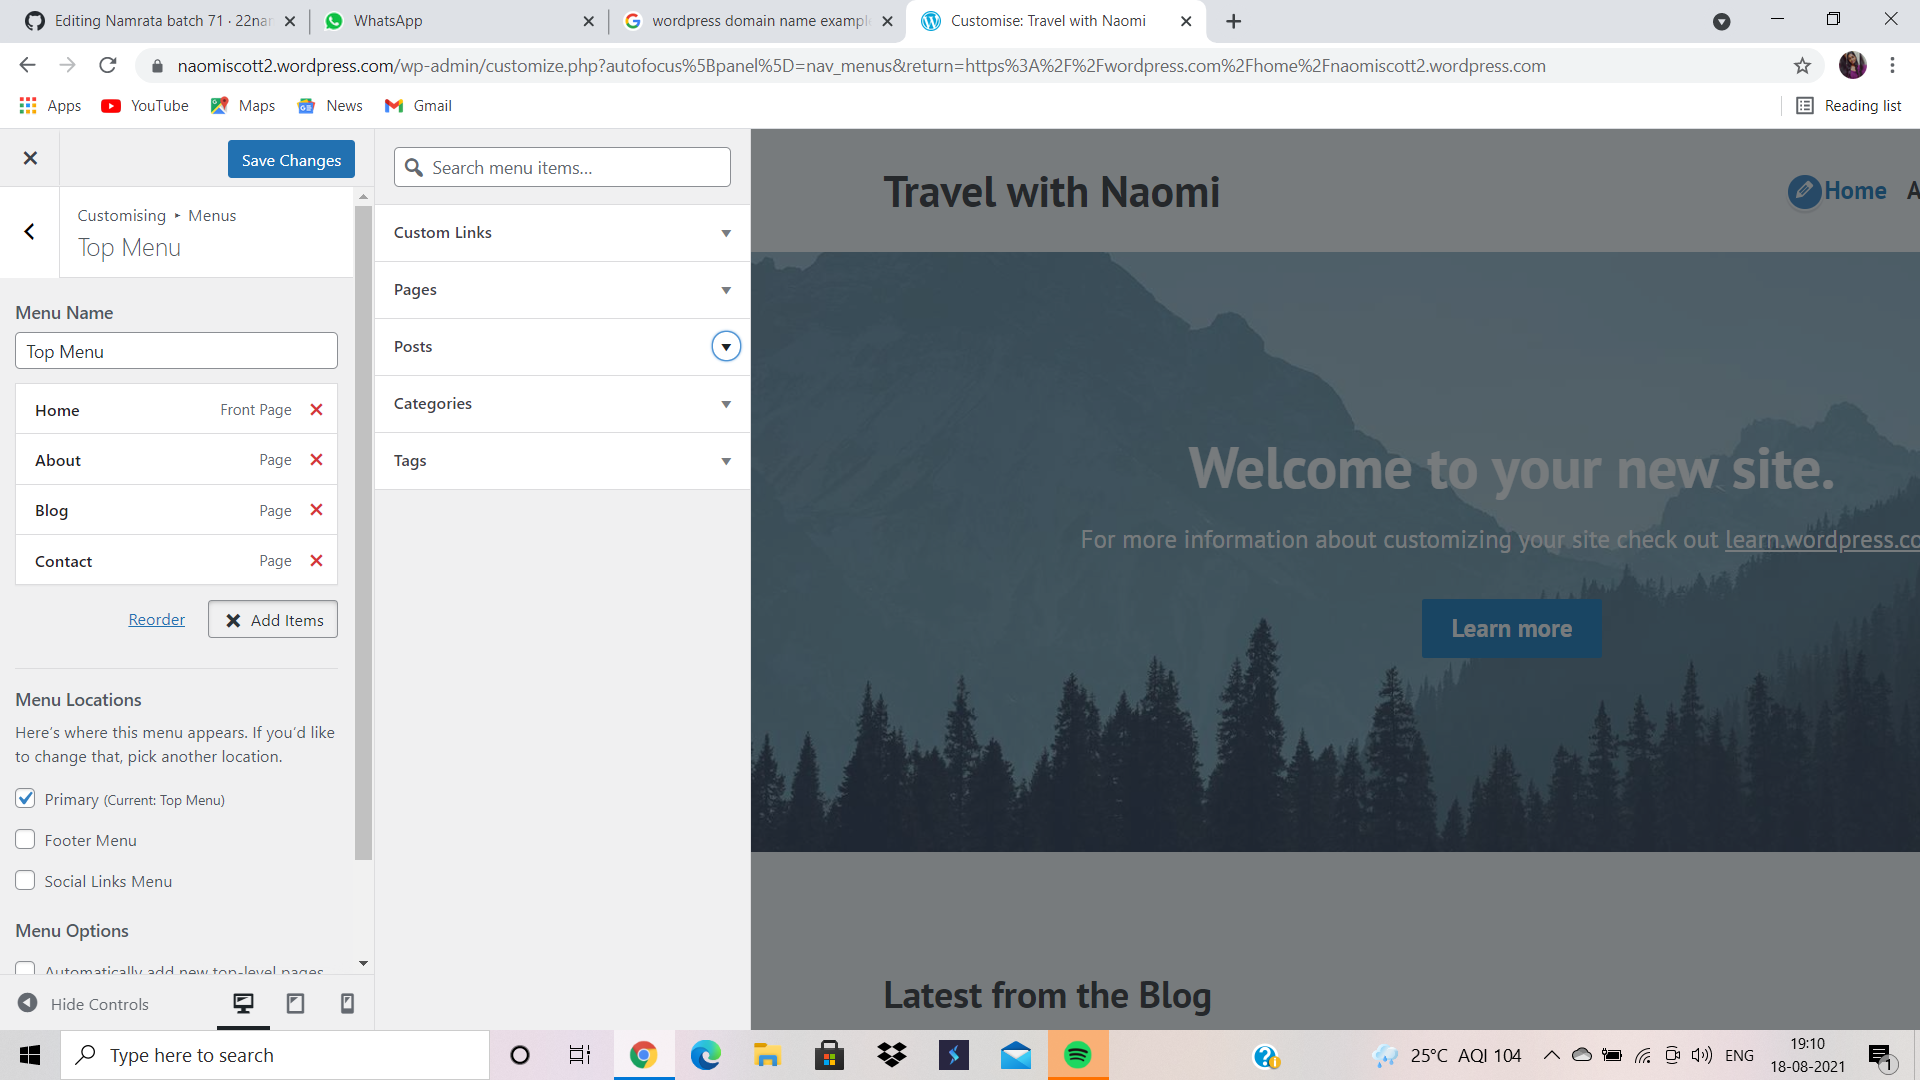 Editing Namrata batch 71 · 22nan
WhatsApp
wordpress domain name example
Customise: Travel with Naomi
naomiscott2.wordpress.com/wp-admin/customize.php?autofocus%5Bpanel%5D=nav_menus&return=https%3A%2F%2Fwordpress.com%2Fhome%2Fnaomiscott2.wordpress.com
Apps
YouTube
Maps
News
Gmail
Reading list
Save Changes
Customising ▸ Menus
Top Menu
Menu Name
Top Menu
Home Front Page
About Page
Blog Page
Contact Page
Reorder
Add Items
Menu Locations
Here’s where this menu appears. If you’d like
to change that, pick another location.
Primary (Current: Top Menu)
Footer Menu
Social Links Menu
Menu Options
Automatically add new top-level pages
Hide Controls
Search menu items...
Custom Links
Pages
Posts
Categories
Tags
Travel with Naomi
Home A
Welcome to your new site.
For more information about customizing your site check out learn.wordpress.co
Learn more
Latest from the Blog
Type here to search
25°C AQI 104
ENG
19:10
18-08-2021
1